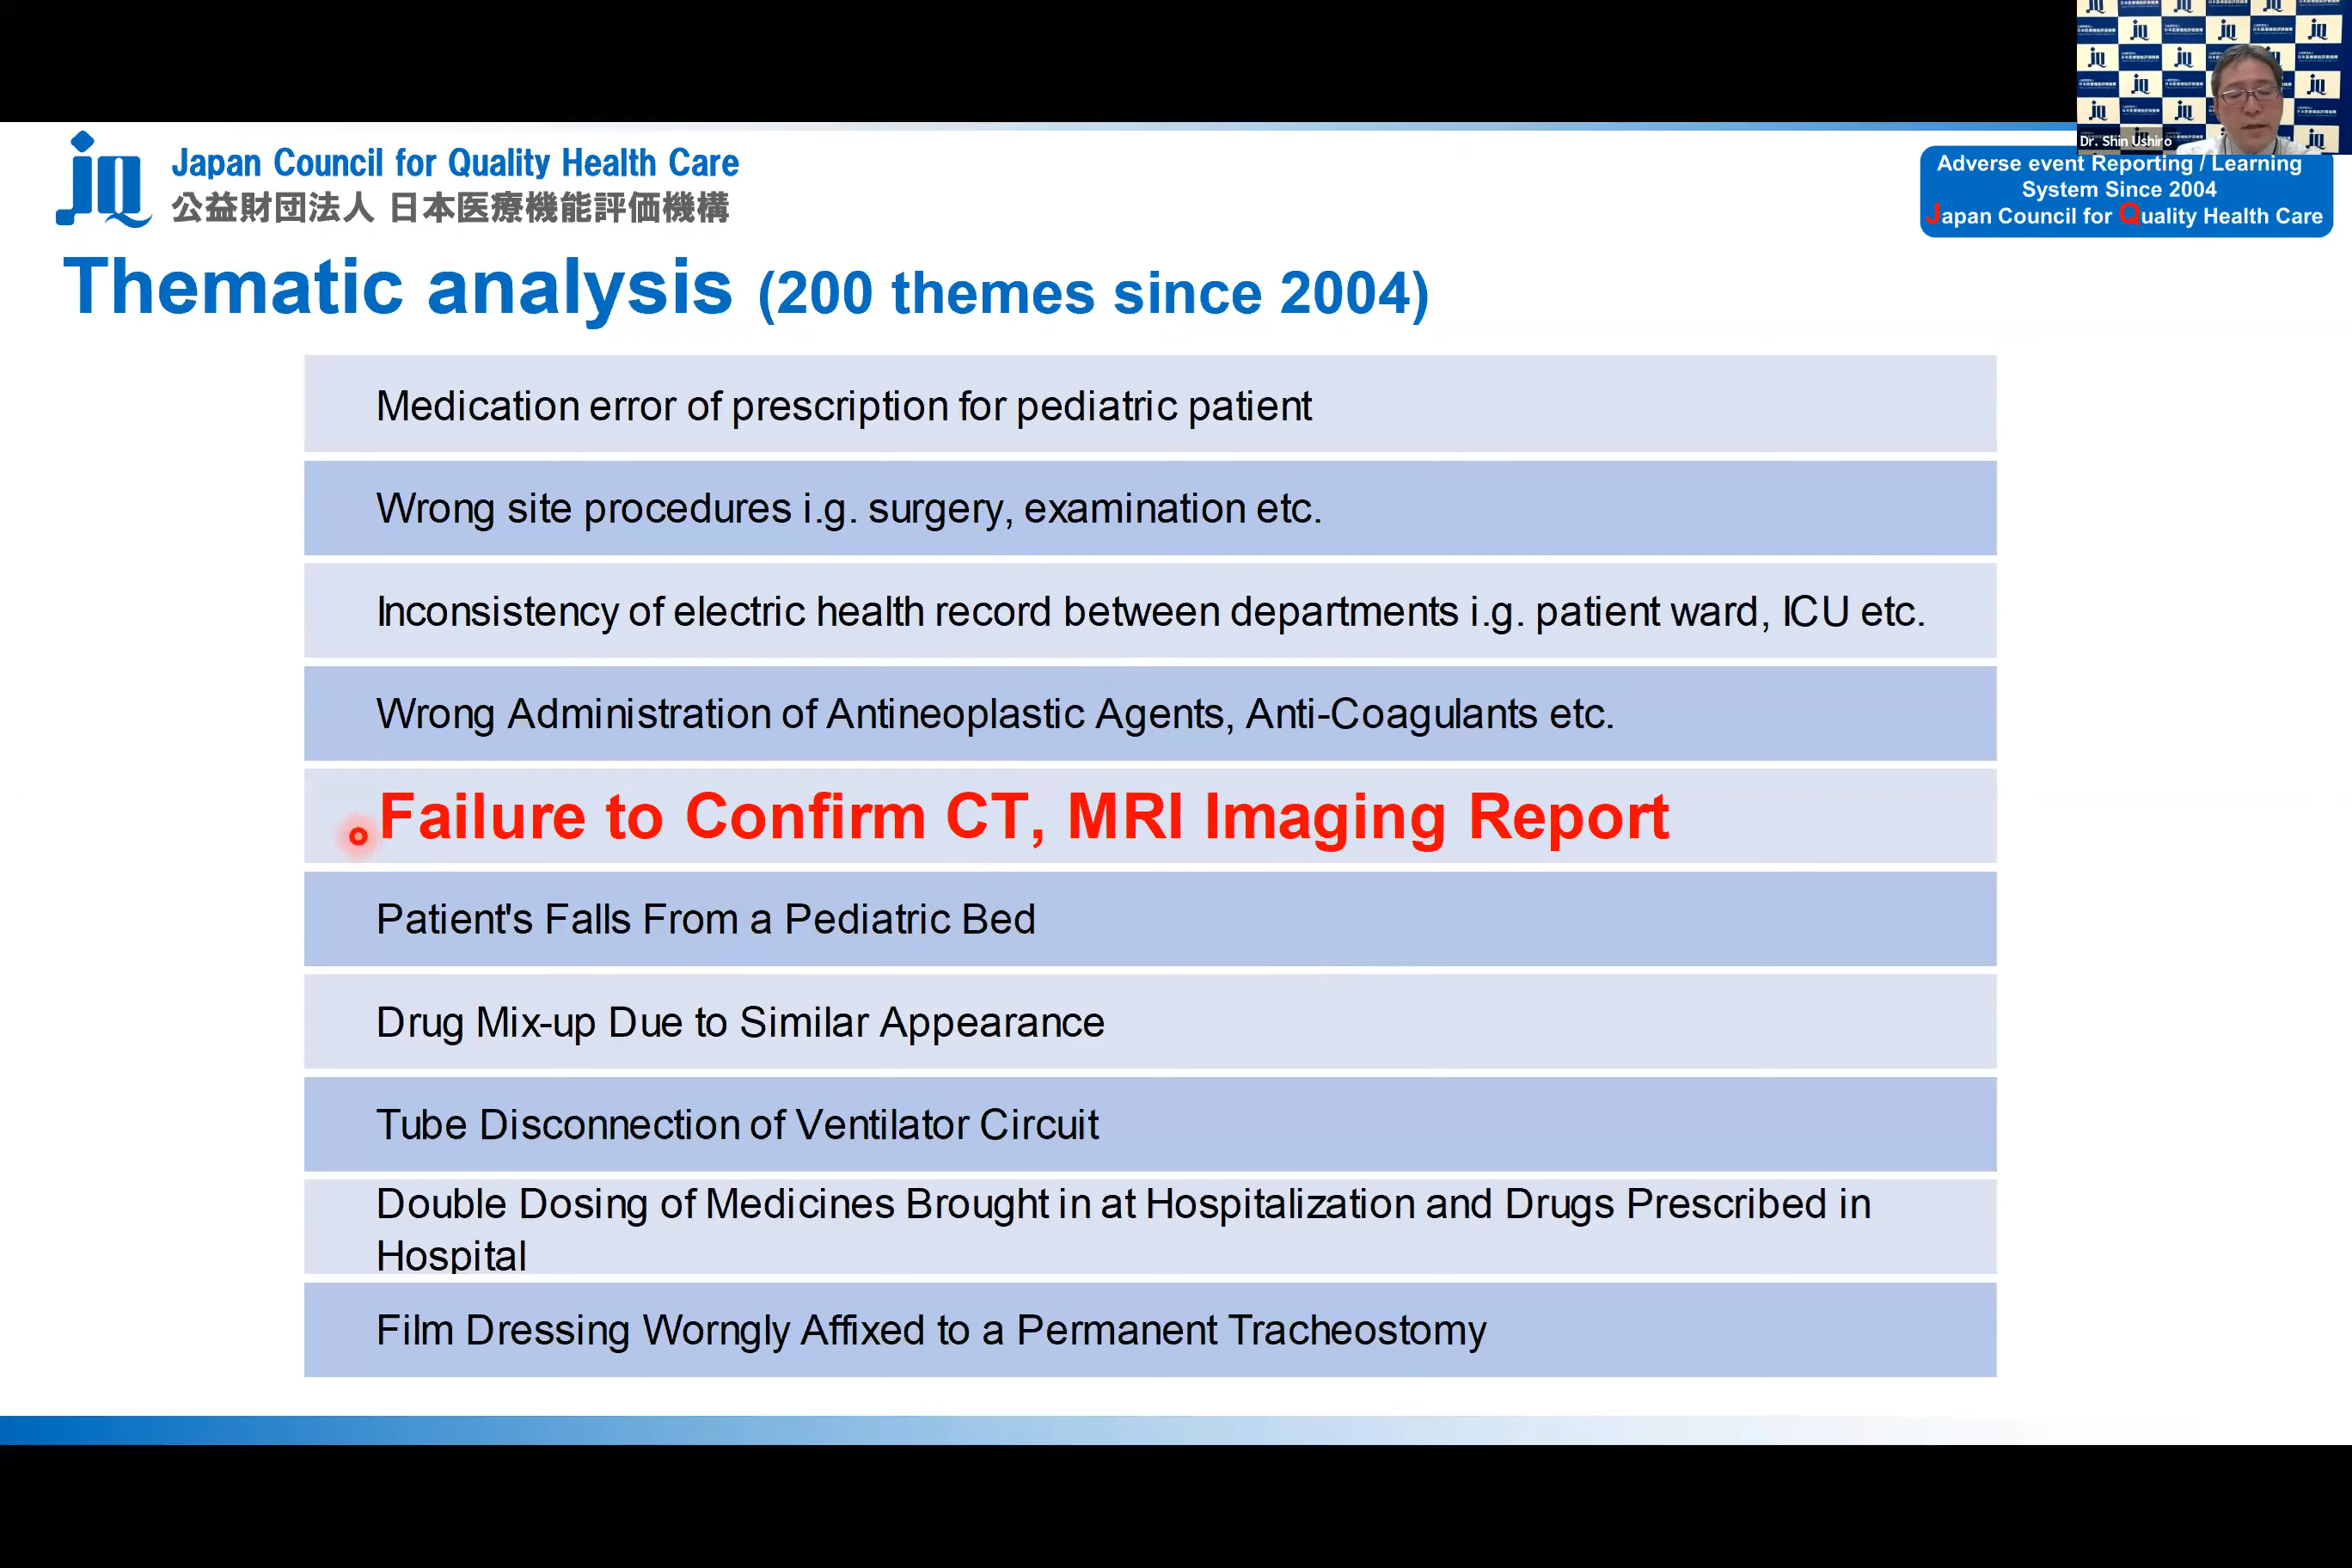 Japan Council for Quality Health Care
公益財団法人 日本医療機能評価機構
Dr. Shin Ushiro
Adverse event Reporting / Learning
System Since 2004
Japan Council for Quality Health Care
Thematic analysis (200 themes since 2004)
Medication error of prescription for pediatric patient
Wrong site procedures i.g. surgery, examination etc.
Inconsistency of electric health record between departments i.g. patient ward, ICU etc.
Wrong Administration of Antineoplastic Agents, Anti-Coagulants etc.
Failure to Confirm CT, MRI Imaging Report
Patient's Falls From a Pediatric Bed
Drug Mix-up Due to Similar Appearance
Tube Disconnection of Ventilator Circuit
Double Dosing of Medicines Brought in at Hospitalization and Drugs Prescribed in
Hospital
Film Dressing Worngly Affixed to a Permanent Tracheostomy